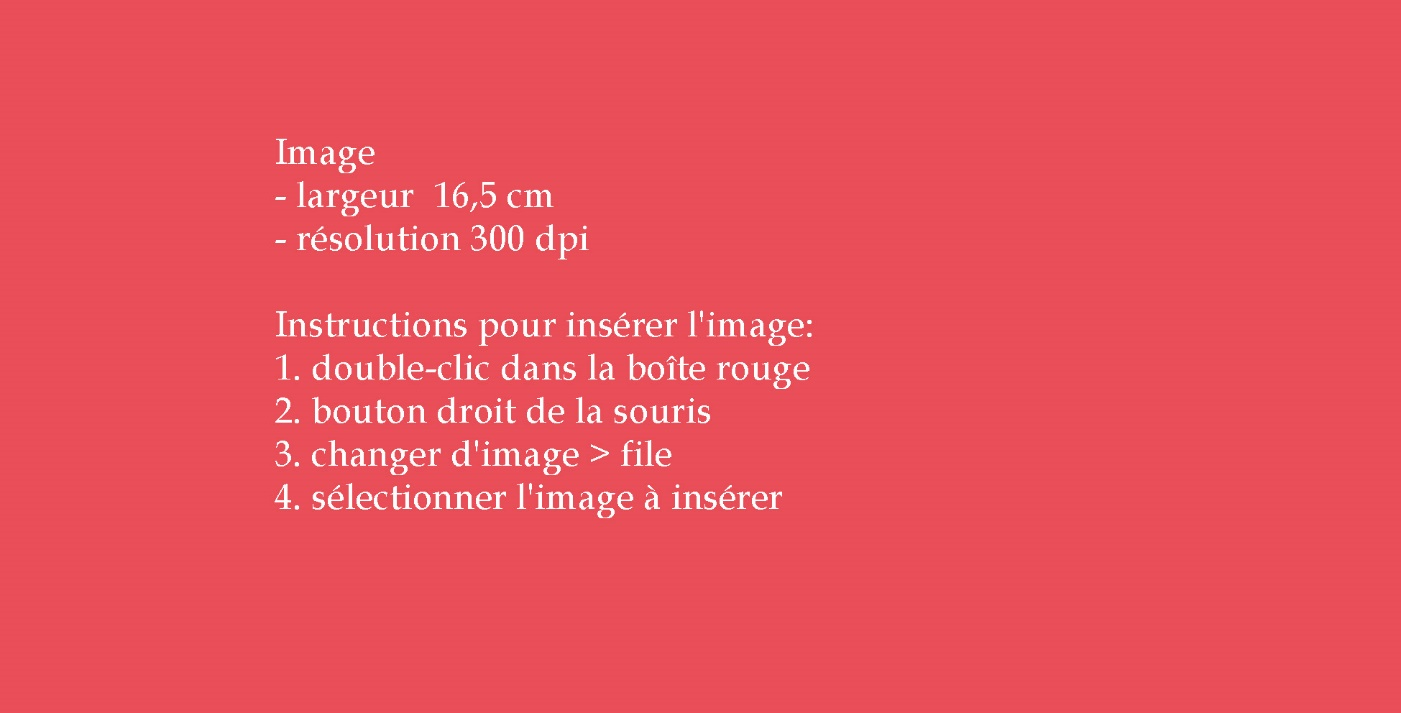 Image
- largeur  16,5 cm
- résolution 300 dpi
Instructions pour insérer l'image:
1. double-clic dans la boîte rouge
2. bouton droit de la souris
3. changer d'image > file
4. sélectionner l'image à insérer